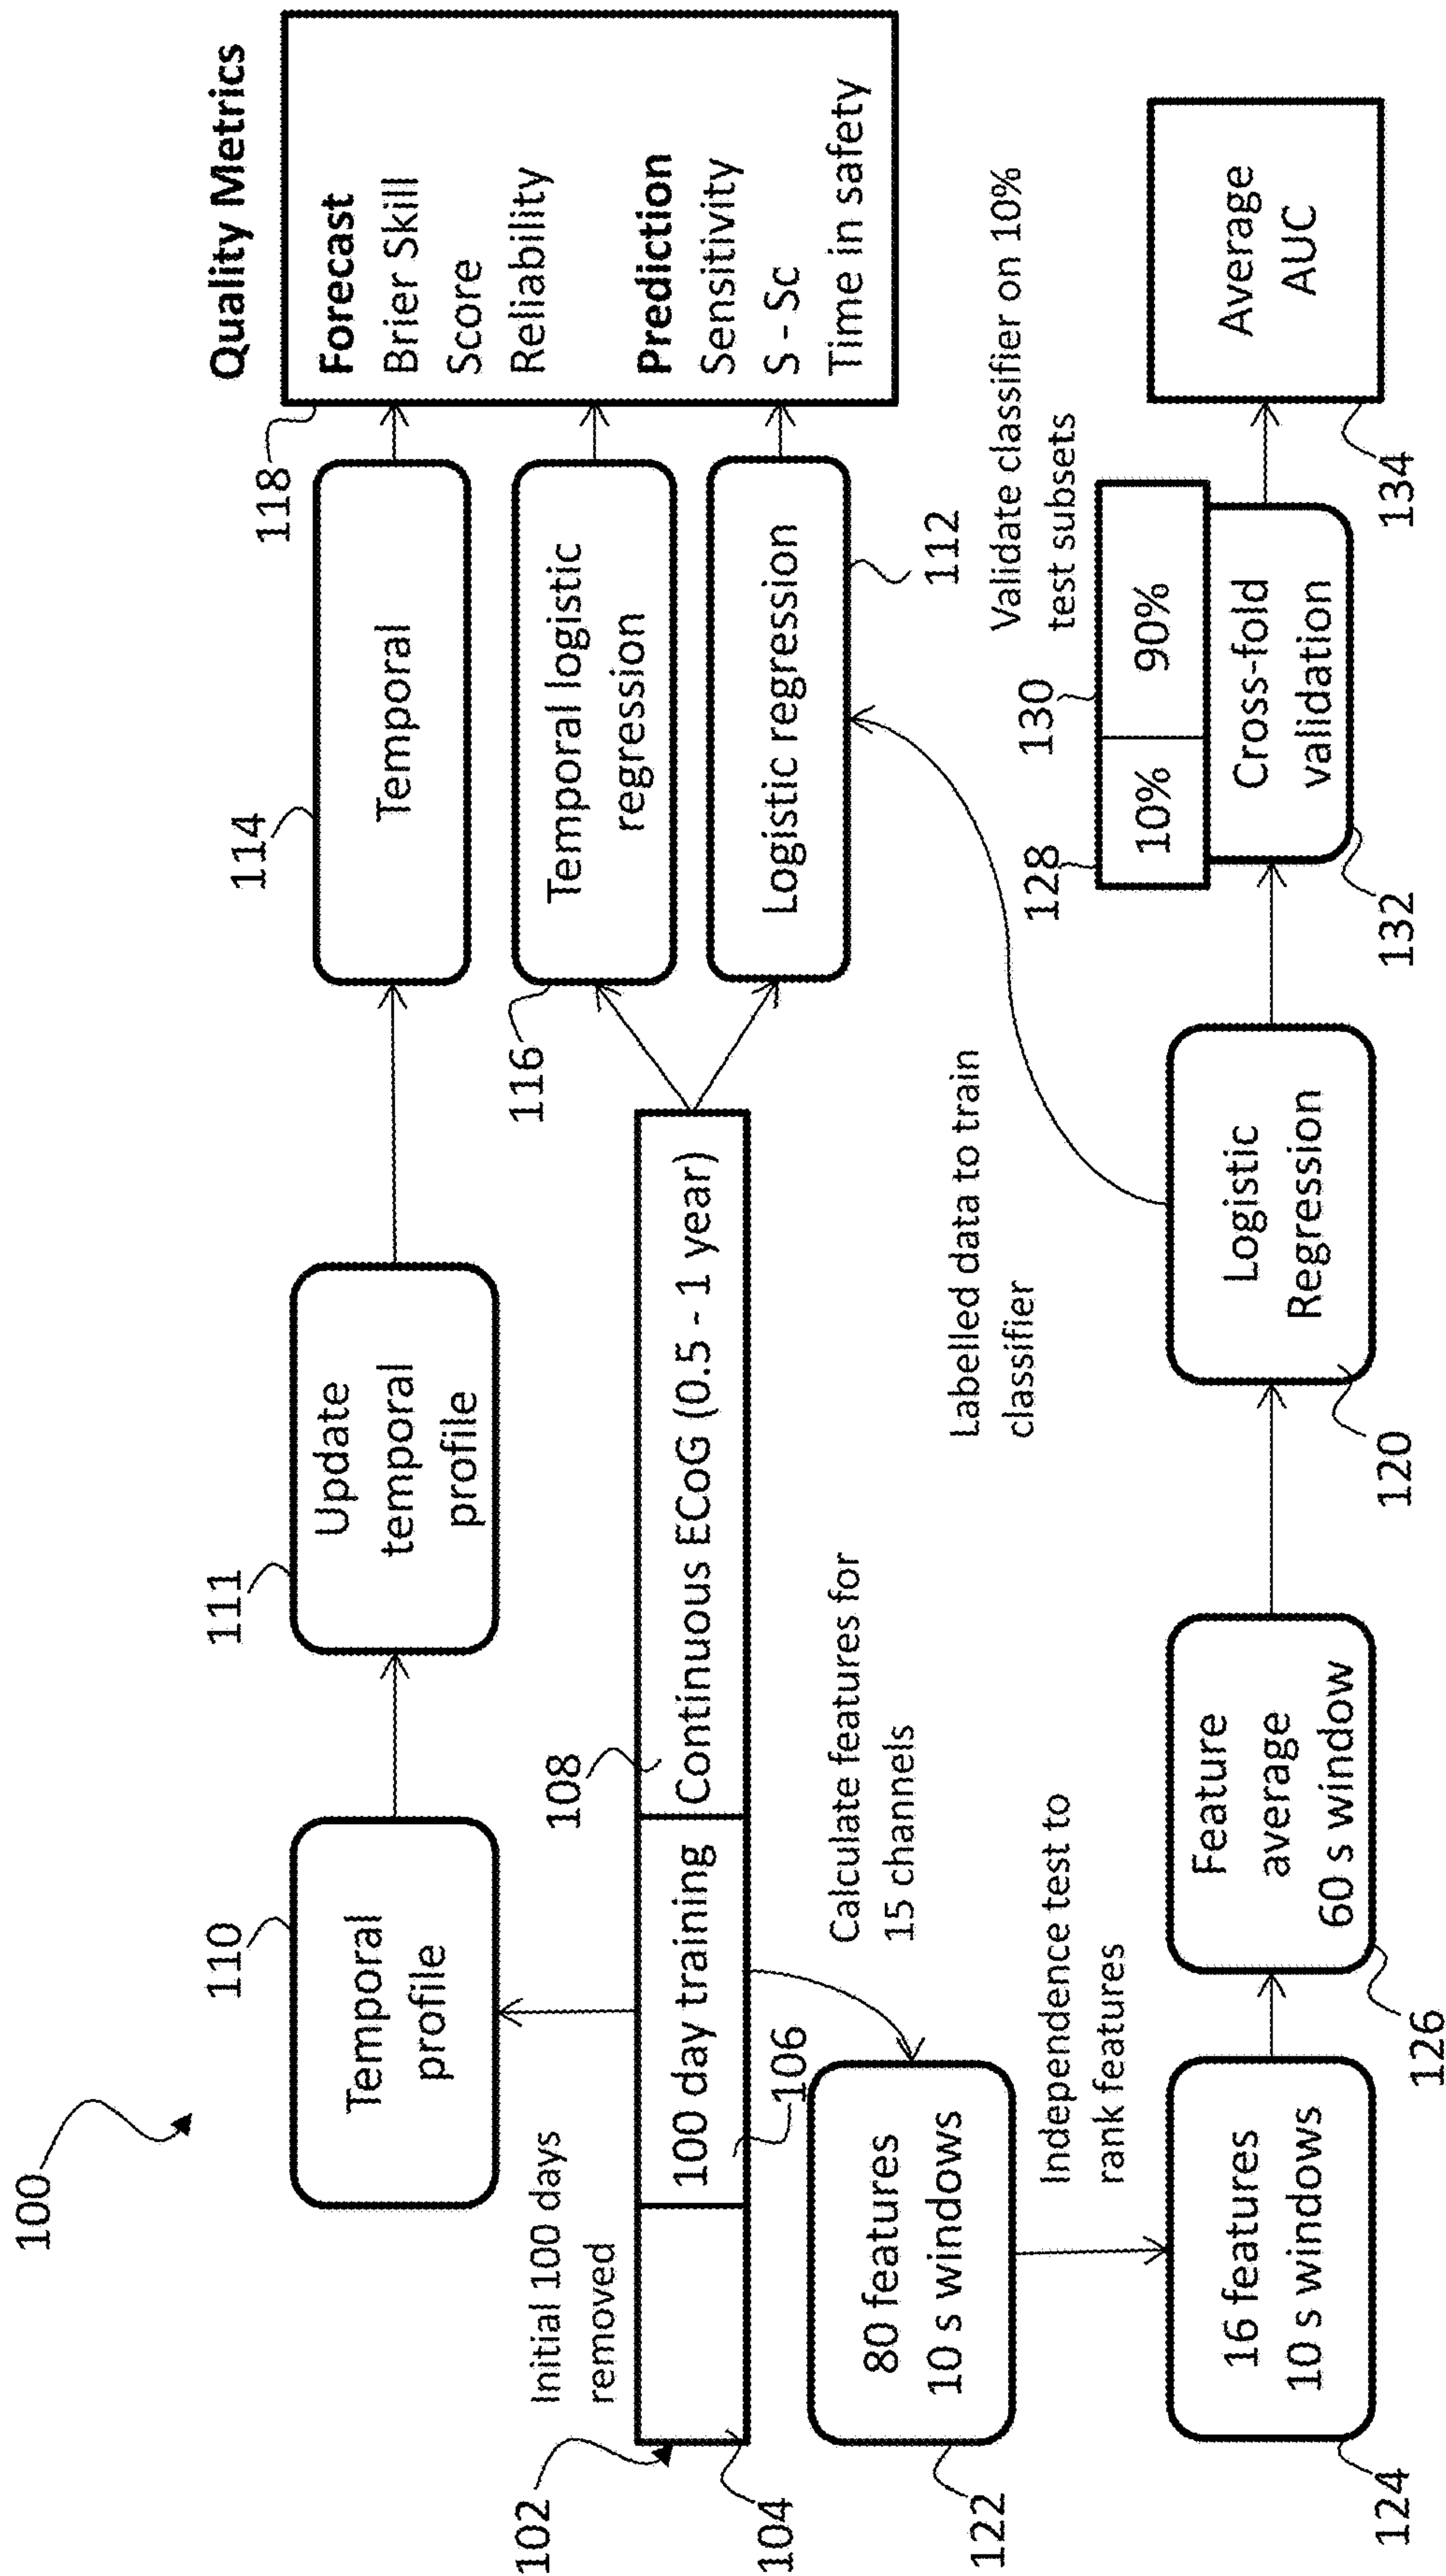 100
110
Temporal
profile
111
Update
temporal
profile
114
Temporal
Quality Metrics
118
Forecast
Brier Skill
Score
Reliability
Prediction
Sensitivity
S - Sc
Time in safety
102
Initial 100 days
removed
104
100 day training
106
108
Continuous ECoG (0.5 - 1 year)
116
Temporal logistic
regression
Logistic regression
112
Calculate features for
15 channels
122
80 features
10 s windows
Independence test to
rank features
Labelled data to train
classifier
Validate classifier on 10%
test subsets
124
16 features
10 s windows
126
Feature
average
60 s window
120
Logistic
Regression
128
10%
130
90%
132
Cross-fold
validation
134
Average
AUC